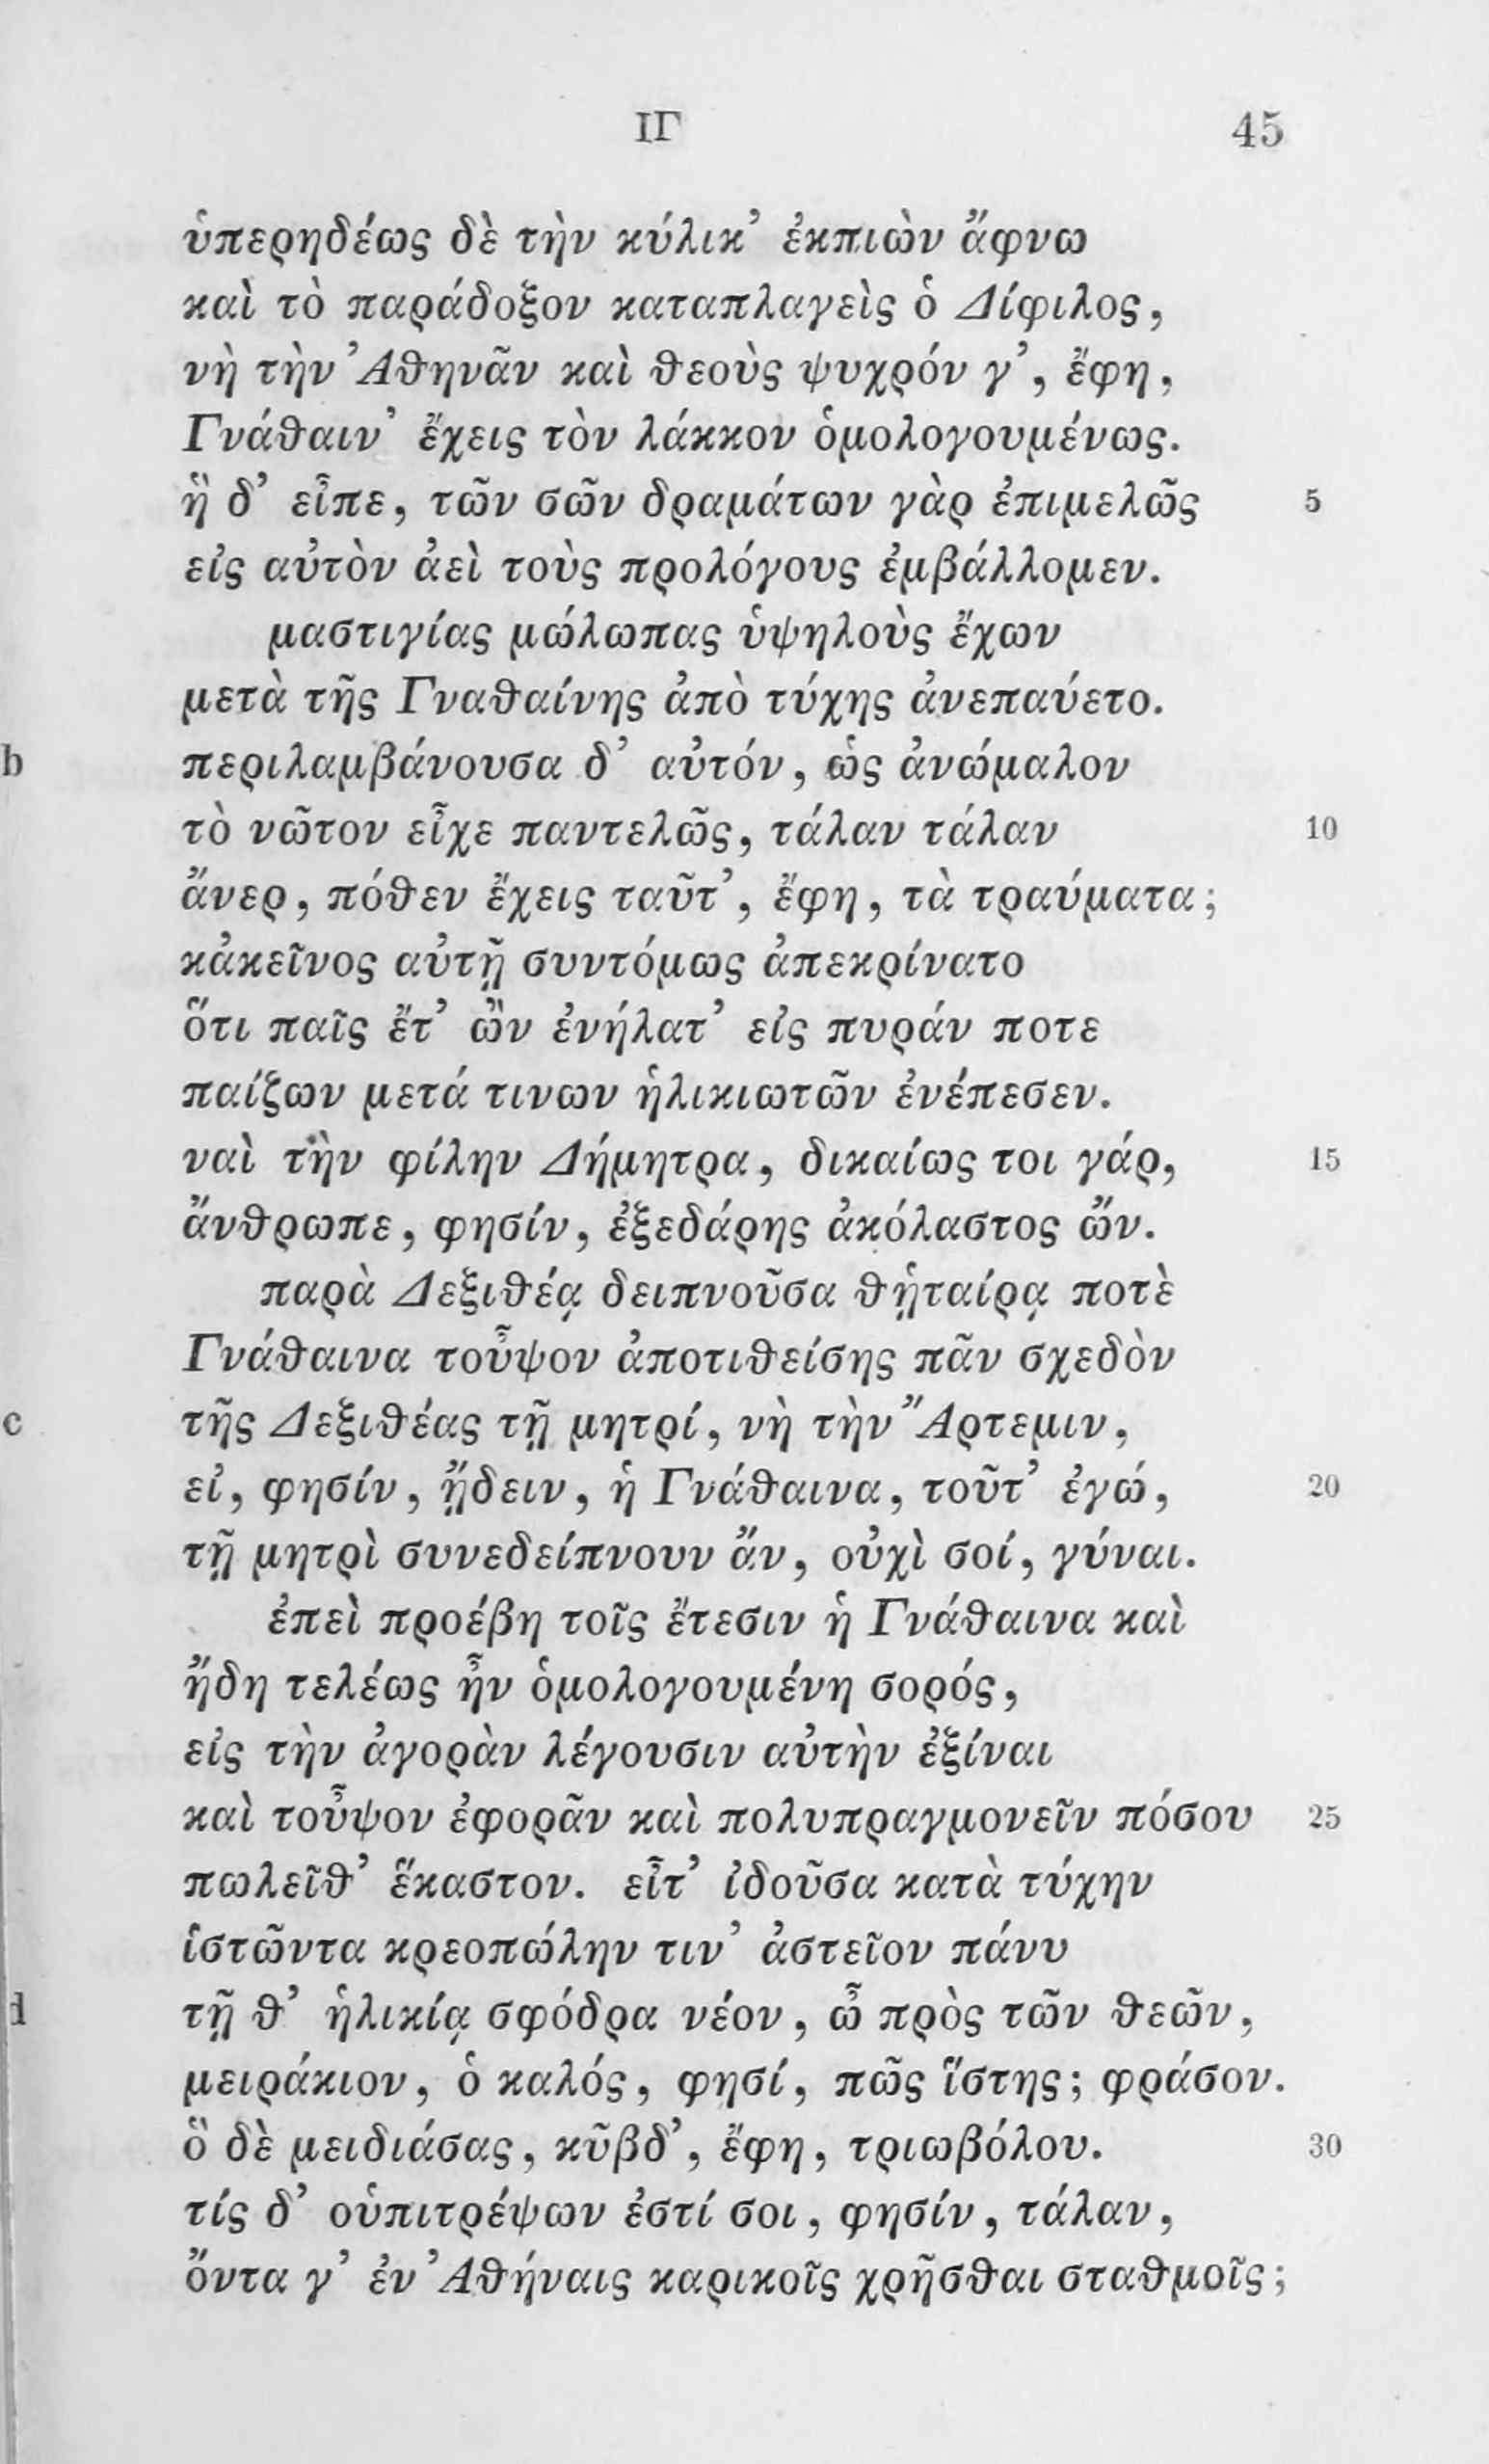 ΙΓ 45
ὑπερηδέως δὲ τὴν κύλικ’ ἐκπιὼν ἄφνω
καὶ τὸ παράδοξον καταπλαγεὶς ὁ Δίφιλος,
νὴ τὴν Ἀθηνᾶν καὶ θεοὺς ψυχρόν γ’, ἔφη,
Γνάθαιν’ ἔχεις τὸν λάκκον ὁμολογουμένως.
ἣ δ’ εἶπε, τῶν σῶν δραμάτων γὰρ ἐπιμελῶς 5
εἰς αὐτὸν ἀεὶ τοὺς προλόγους ἐμβάλλομεν.
μαστιγίας μώλωπας ὑψηλοὺς ἔχων
μετὰ τῆς Γναθαίνης ἀπὸ τύχης ἀνεπαύετο.
b περιλαμβάνουσα δ’ αὐτόν, ὡς ἀνώμαλον
τὸ νῶτον εἶχε παντελῶς, τάλαν τάλαν 10
ἄνερ, πόθεν ἔχεις ταῦτ’, ἔφη, τὰ τραύματα;
κἀκεῖνος αὐτῇ συντόμως ἀπεκρίνατο
ὅτι παῖς ἔτ’ ὢν ἐνήλατ’ εἰς πυράν ποτε
παίζων μετά τινων ἡλικιωτῶν ἐνέπεσεν.
ναὶ τὴν φίλην Δήμητρα, δικαίως τοι γάρ, 15
ἄνθρωπε, φησίν, ἐξεδάρης ἀκόλαστος ὤν.
παρὰ Δεξιθέᾳ δειπνοῦσα θᾑταίρᾳ ποτὲ
Γνάθαινα τοὖψον ἀποτιθείσης πᾶν σχεδὸν
c τῆς Δεξιθέας τῇ μητρί, νὴ τὴν Ἄρτεμιν,
εἰ, φησίν, ᾔδειν, ἡ Γνάθαινα, τοῦτ’ ἐγώ, 20
τῇ μητρὶ συνεδείπνουν ἄν, οὐχὶ σοί, γύναι.
ἐπεὶ προέβη τοῖς ἔτεσιν ἡ Γνάθαινα καὶ
ἤδη τελέως ἦν ὁμολογουμένη σορός,
εἰς τὴν ἀγορὰν λέγουσιν αὐτὴν ἐξίναι
καὶ τοὖψον ἐφορᾶν καὶ πολυπραγμονεῖν πόσου 25
πωλεῖθ’ ἕκαστον. εἶτ’ ἰδοῦσα κατὰ τύχην
ἱστῶντα κρεοπώλην τιν’ ἀστεῖον πάνυ
d τῇ θ’ ἡλικίᾳ σφόδρα νέον, ὦ πρὸς τῶν θεῶν,
μειράκιον, ὁ καλός, φησί, πῶς ἵστης; φράσον.
ὃ δὲ μειδιάσας, κῦβδ’, ἔφη, τριωβόλου. 30
τίς δ’ οὑπιτρέψων ἐστί σοι, φησίν, τάλαν,
ὄντα γ’ ἐν Ἀθήναις καρικοῖς χρῆσθαι σταθμοῖς;